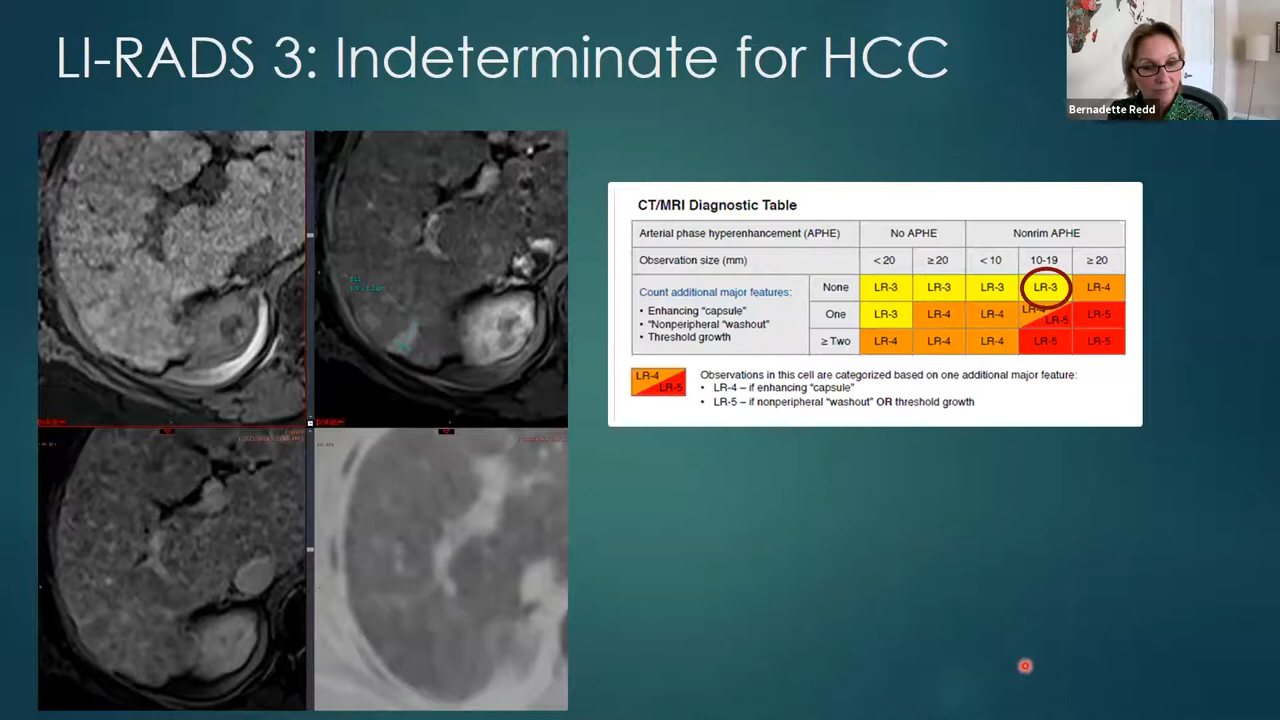 LI-RADS 3: Indeterminate for HCC
Bernadette Redd
CT/MRI Diagnostic Table
Arterial phase hyperenhancement (APHE) No APHE Nonrim APHE
Observation size (mm) < 20 ≥ 20 < 10 10-19 ≥ 20
Count additional major features:
• Enhancing “capsule”
• “Nonperipheral “washout”
• Threshold growth
None LR-3 LR-3 LR-3 LR-3 LR-4
One LR-3 LR-4 LR-4 LR-4 LR-5 LR-5
≥ Two LR-4 LR-4 LR-4 LR-5 LR-5
LR-4
LR-5
Observations in this cell are categorized based on one additional major feature:
• LR-4 – if enhancing “capsule”
• LR-5 – if nonperipheral “washout” OR threshold growth